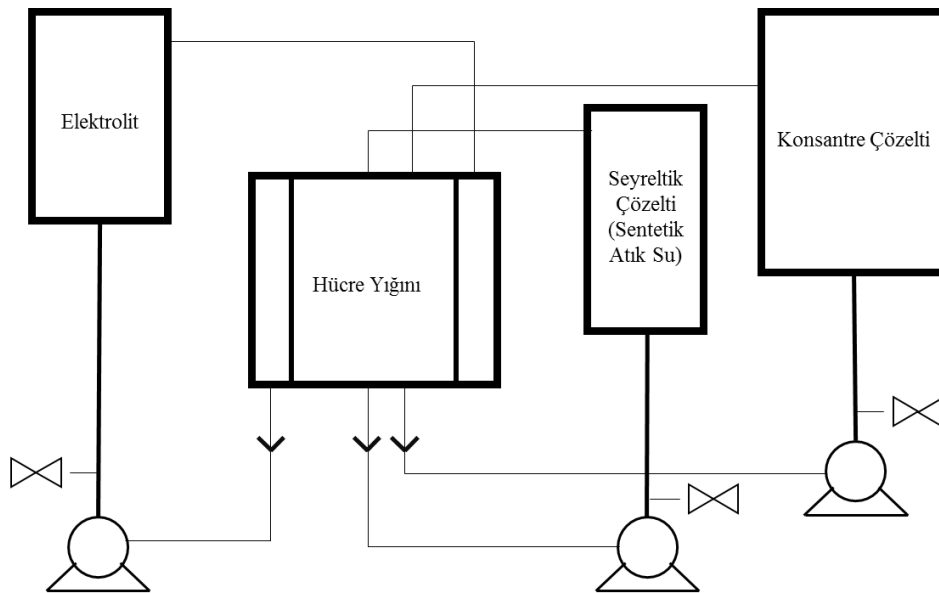 Elektrolit
Hücre Yığını
Seyreltik
Çözelti
(Sentetik
Atık Su)
Konsantre Çözelti